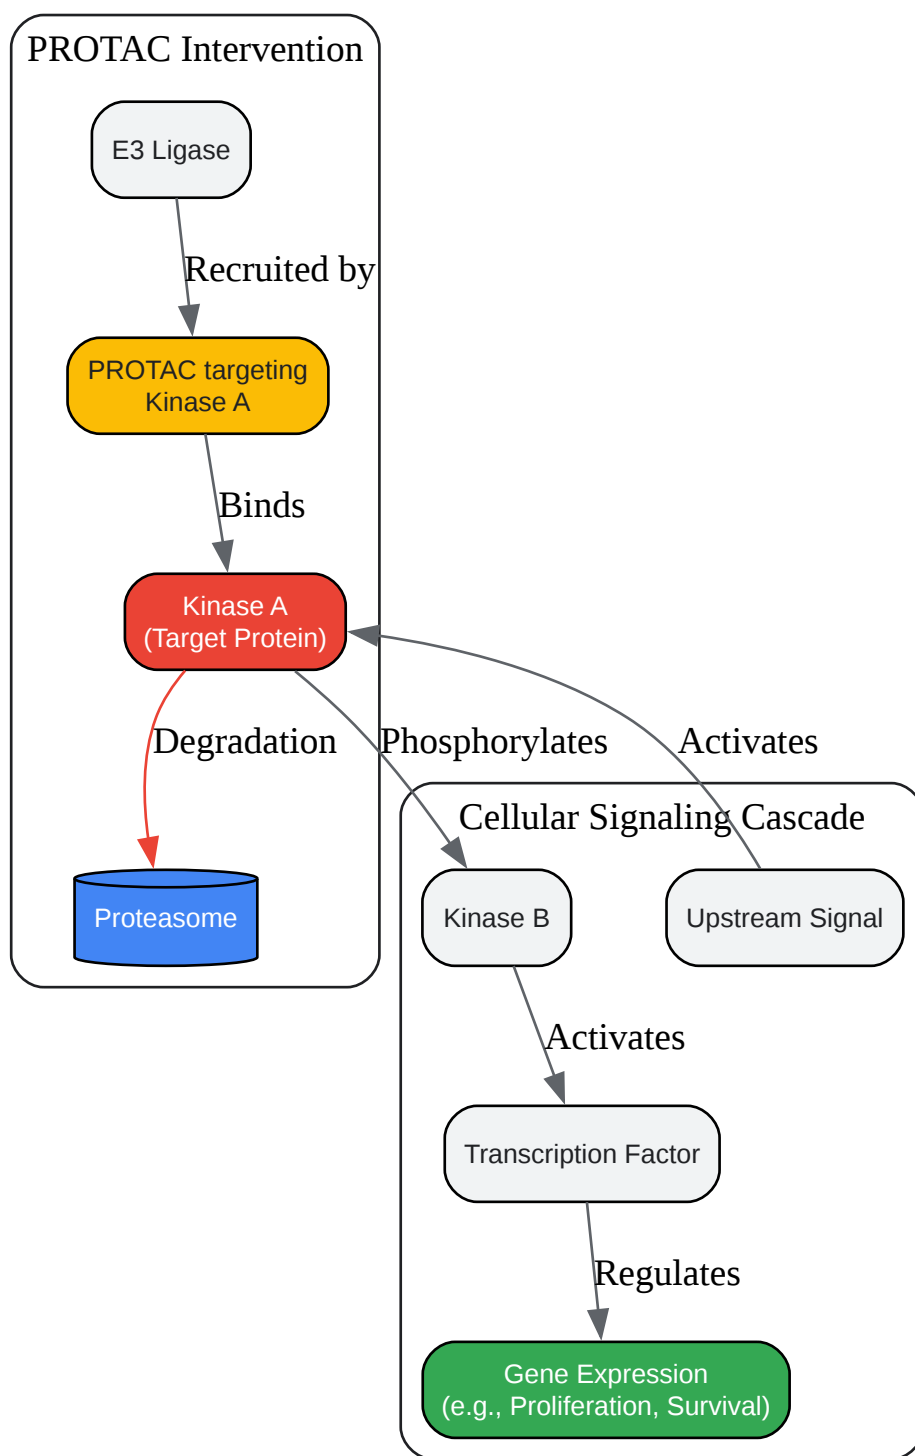 PROTAC Intervention
E3 Ligase
Recruited by
PROTAC targeting
Kinase A
Binds
Kinase A
(Target Protein)
Degradation
Phosphorylates
Activates
Cellular Signaling Cascade
Proteasome
Kinase B
Upstream Signal
Activates
Transcription Factor
Regulates
Gene Expression
(e.g., Proliferation, Survival)